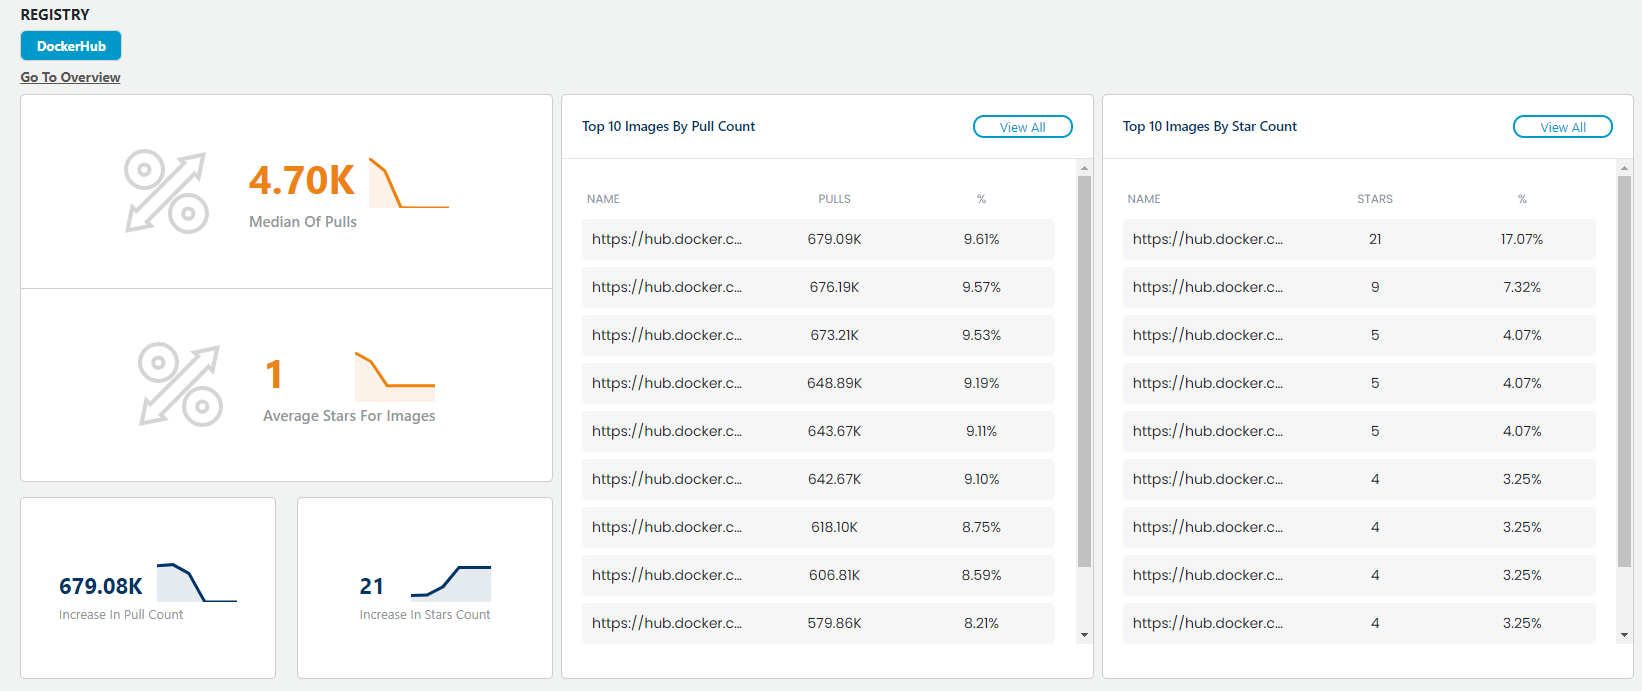 REGISTRY
DockerHub
Go To Overview
4.70K
Median Of Pulls
1
Average Stars For Images
679.08K
Increase In Pull Count
21
Increase In Stars Count
Top 10 Images By Pull Count
View All
NAME PULLS %
https://hub.docker.c... 679.09K 9.61%
https://hub.docker.c... 676.19K 9.57%
https://hub.docker.c... 673.21K 9.53%
https://hub.docker.c... 648.89K 9.19%
https://hub.docker.c... 643.67K 9.11%
https://hub.docker.c... 642.67K 9.10%
https://hub.docker.c... 618.10K 8.75%
https://hub.docker.c... 606.81K 8.59%
https://hub.docker.c... 579.86K 8.21%
Top 10 Images By Star Count
View All
NAME STARS %
https://hub.docker.c... 21 17.07%
https://hub.docker.c... 9 7.32%
https://hub.docker.c... 5 4.07%
https://hub.docker.c... 5 4.07%
https://hub.docker.c... 5 4.07%
https://hub.docker.c... 4 3.25%
https://hub.docker.c... 4 3.25%
https://hub.docker.c... 4 3.25%
https://hub.docker.c... 4 3.25%